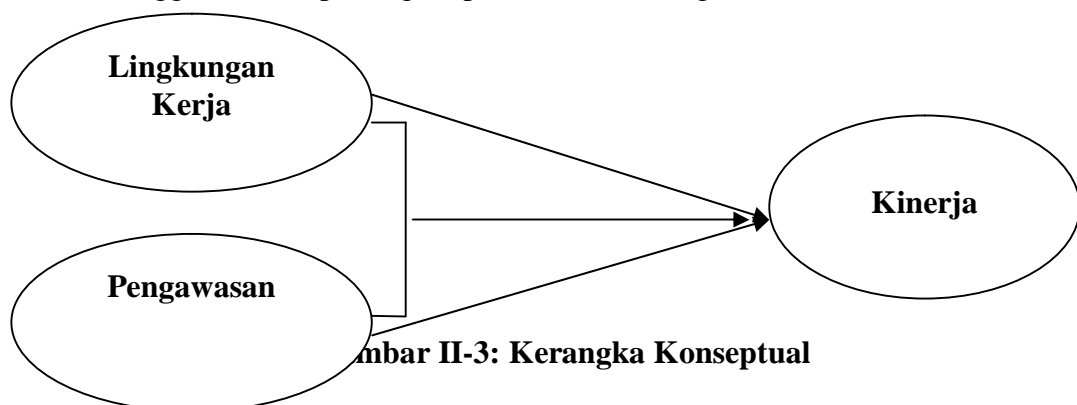 Lingkungan
Kerja
Kinerja
Pengawasan
mbar II-3: Kerangka Konseptual